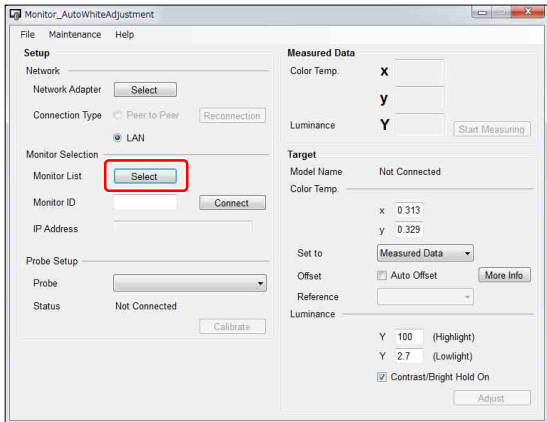 Monitor_AutoWhiteAdjustment
File Maintenance Help
Setup
Network
Network Adapter Select
Connection Type Peer to Peer Reconnection
LAN
Monitor Selection
Monitor List Select
Monitor ID Connect
IP Address
Probe Setup
Probe
Status Not Connected
Calibrate
Measured Data
Color Temp. x
y
Luminance Y Start Measuring
Target
Model Name Not Connected
Color Temp.
x 0.313
y 0.329
Set to Measured Data
Offset Auto Offset More Info
Reference
Luminance
Y 100 (Highlight)
Y 2.7 (Lowlight)
Contrast/Bright Hold On
Adjust